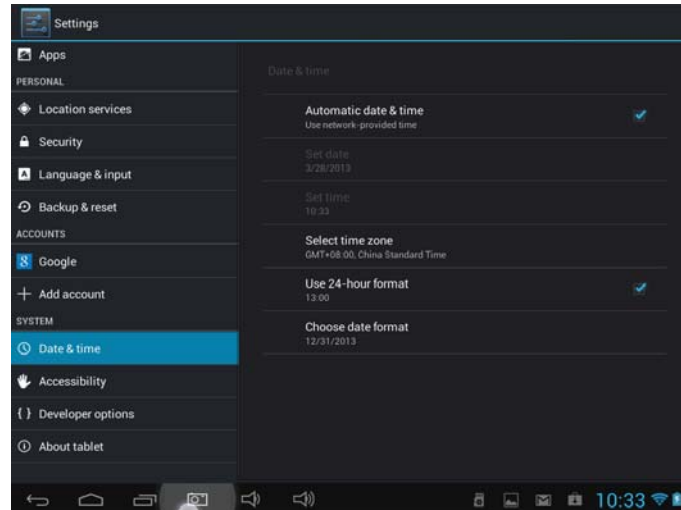 Settings
Apps
PERSONAL
Location services
Security
Language & input
Backup & reset
ACCOUNTS
Google
Add account
SYSTEM
Date & time
Accessibility
Developer options
About tablet
Date & time
Automatic date & time
Use network-provided time
Set date
3/28/2013
Set time
10:33
Select time zone
GMT+08:00, China Standard Time
Use 24-hour format
13:00
Choose date format
12/31/2013
10:33